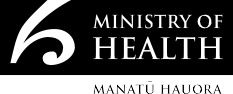 MINISTRY OF
HEALTH
MANATŪ HAUORA